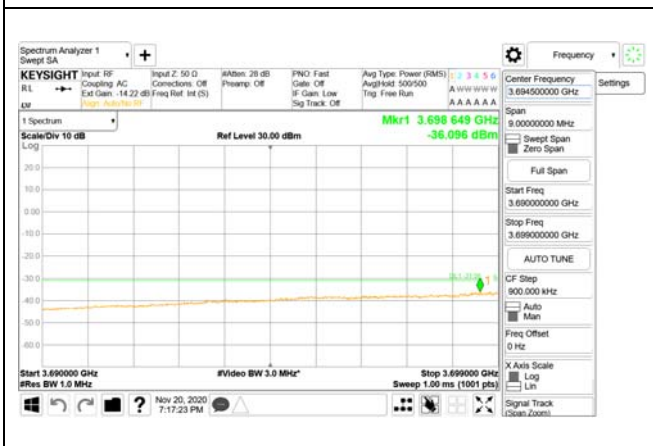 Spectrum Analyzer 1
Swept SA
+
Frequency
KEYSIGHT
RL
Input: RF
Coupling: AC
Ext Gain: -14.22 dB
Align: Auto/No RF
Input Z: 50 Ω
Corrections: Off
Freq Ref: Int (S)
#Atten: 28 dB
Preamp: Off
PNO: Fast
Gate: Off
IF Gain: Low
Sig Track: Off
Avg Type: Power (RMS)
Avg|Hold: 500/500
Trig: Free Run
1 2 3 4 5 6
A W W W W W
A A A A A A
1 Spectrum
Scale/Div 10 dB
Log
Ref Level 30.00 dBm
Mkr1 3.698 649 GHz
-36.096 dBm
20.0
10.0
0.00
-10.0
-20.0
-30.0
-40.0
-50.0
-60.0
1
Start 3.690000 GHz
#Res BW 1.0 MHz
#Video BW 3.0 MHz*
Stop 3.699000 GHz
Sweep 1.00 ms (1001 pts)
?
Nov 20, 2020
7:17:23 PM
Center Frequency
3.694500000 GHz
Settings
Span
9.00000000 MHz
Swept Span
Zero Span
Full Span
Start Freq
3.690000000 GHz
Stop Freq
3.699000000 GHz
AUTO TUNE
CF Step
900.000 kHz
Auto
Man
Freq Offset
0 Hz
X Axis Scale
Log
Lin
Signal Track
(Span Zoom)